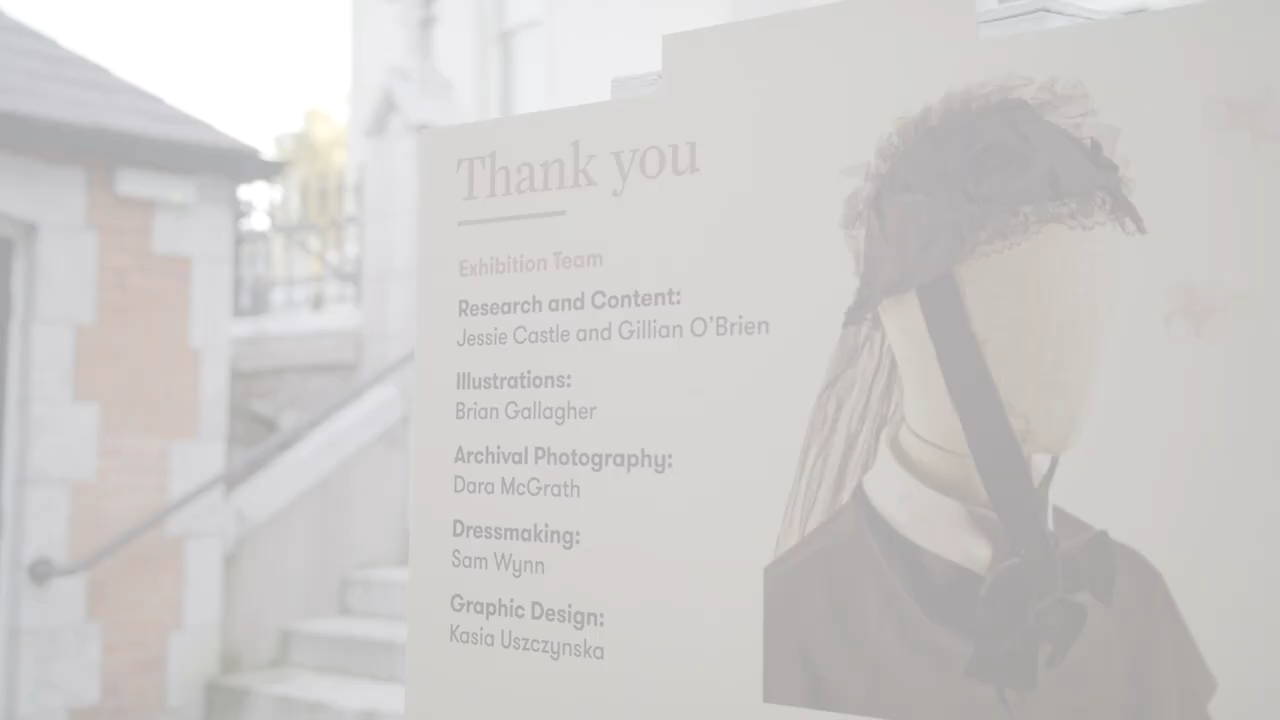 Thank you
Exhibition Team
Research and Content:
Jessie Castle and Gillian O'Brien
Illustrations:
Brian Gallagher
Archival Photography:
Dara McGrath
Dressmaking:
Sam Wynn
Graphic Design:
Kasia Uszczynska